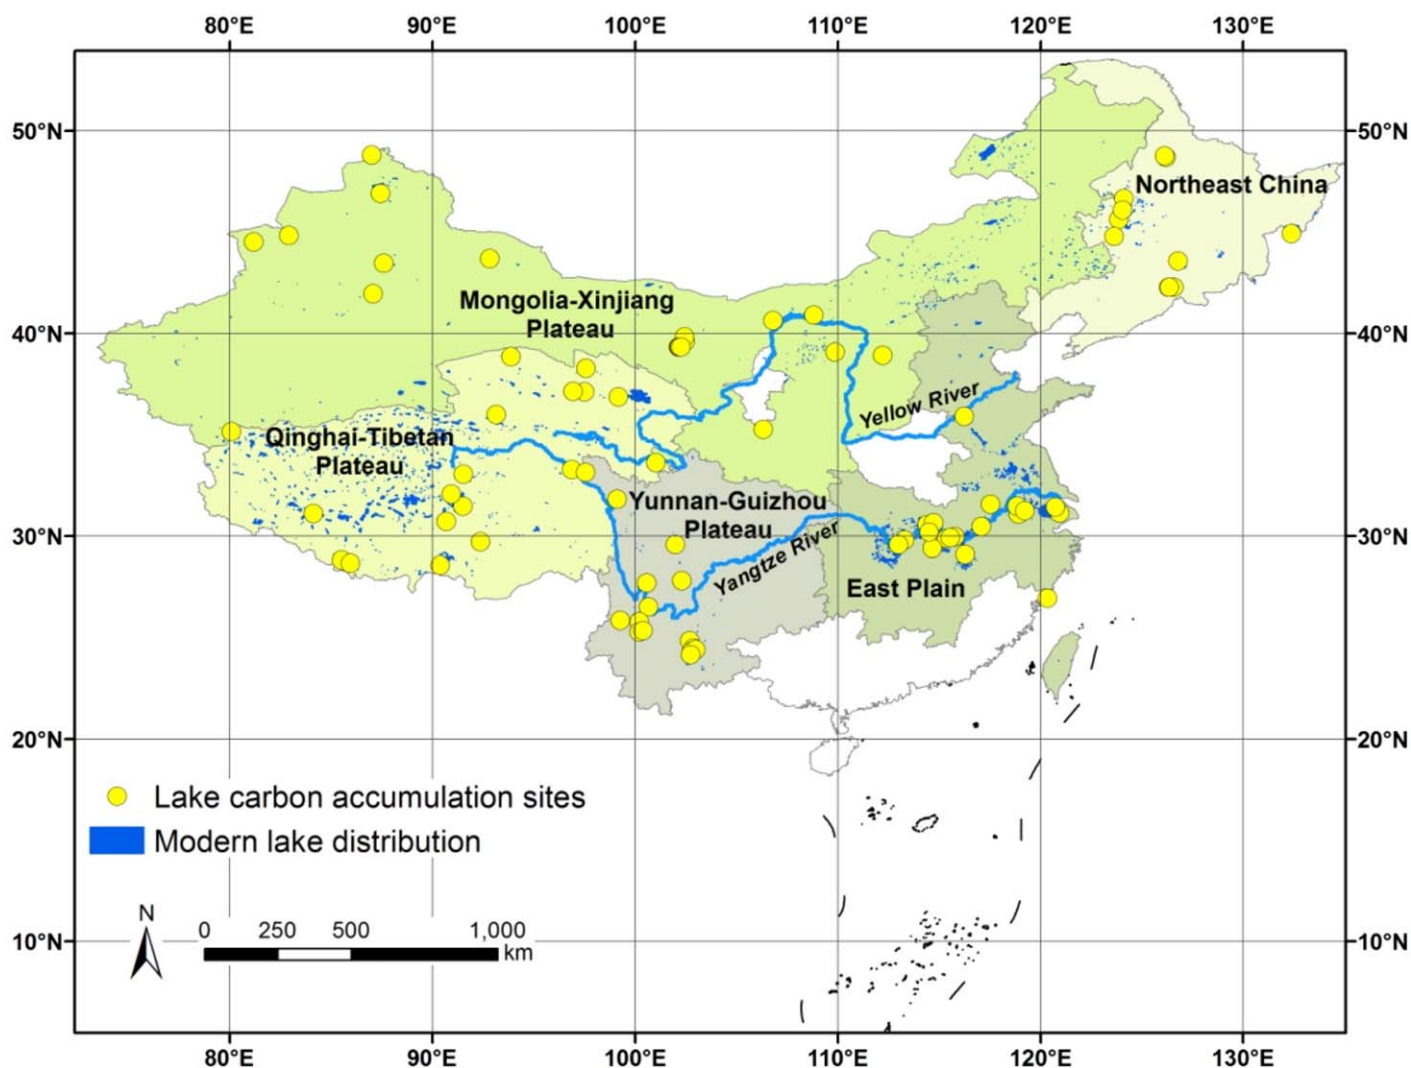 80°E 90°E 100°E 110°E 120°E 130°E
50°N 50°N
Northeast China
Mongolia-Xinjiang
Plateau
40°N 40°N
Yellow River
Qinghai-Tibetan
Plateau
Yunnan-Guizhou
Plateau
30°N 30°N
Yangtze River
East Plain
20°N 20°N
Lake carbon accumulation sites
Modern lake distribution
N
0 250 500 1,000
km
10°N 10°N
80°E 90°E 100°E 110°E 120°E 130°E